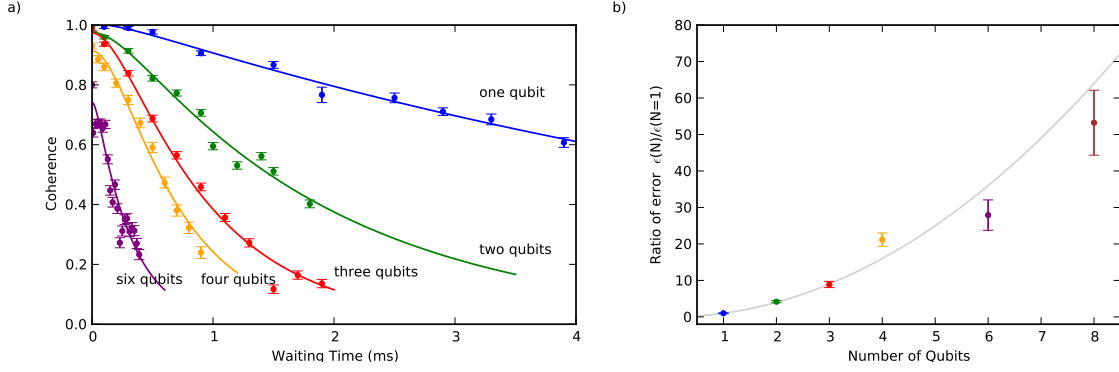 a)
b)
1.0
0.8
0.6
0.4
0.2
0.0
Coherence
0
1
2
3
4
Waiting Time (ms)
one qubit
two qubits
three qubits
four qubits
six qubits
80
70
60
50
40
30
20
10
0
Ratio of error ϵ(N)/ϵ(N=1)
1
2
3
4
5
6
7
8
Number of Qubits